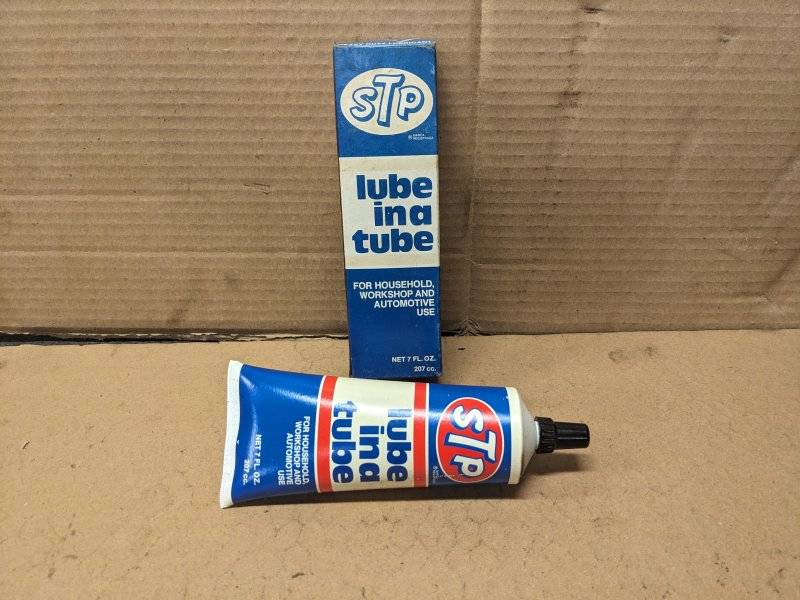 STP
lube
in a
tube
FOR HOUSEHOLD,
WORKSHOP AND
AUTOMOTIVE
USE
NET 7 FL. OZ.
207 cc.
STP
lube
in a
tube
FOR HOUSEHOLD,
WORKSHOP AND
AUTOMOTIVE
USE
NET 7 FL. OZ.
207 cc.